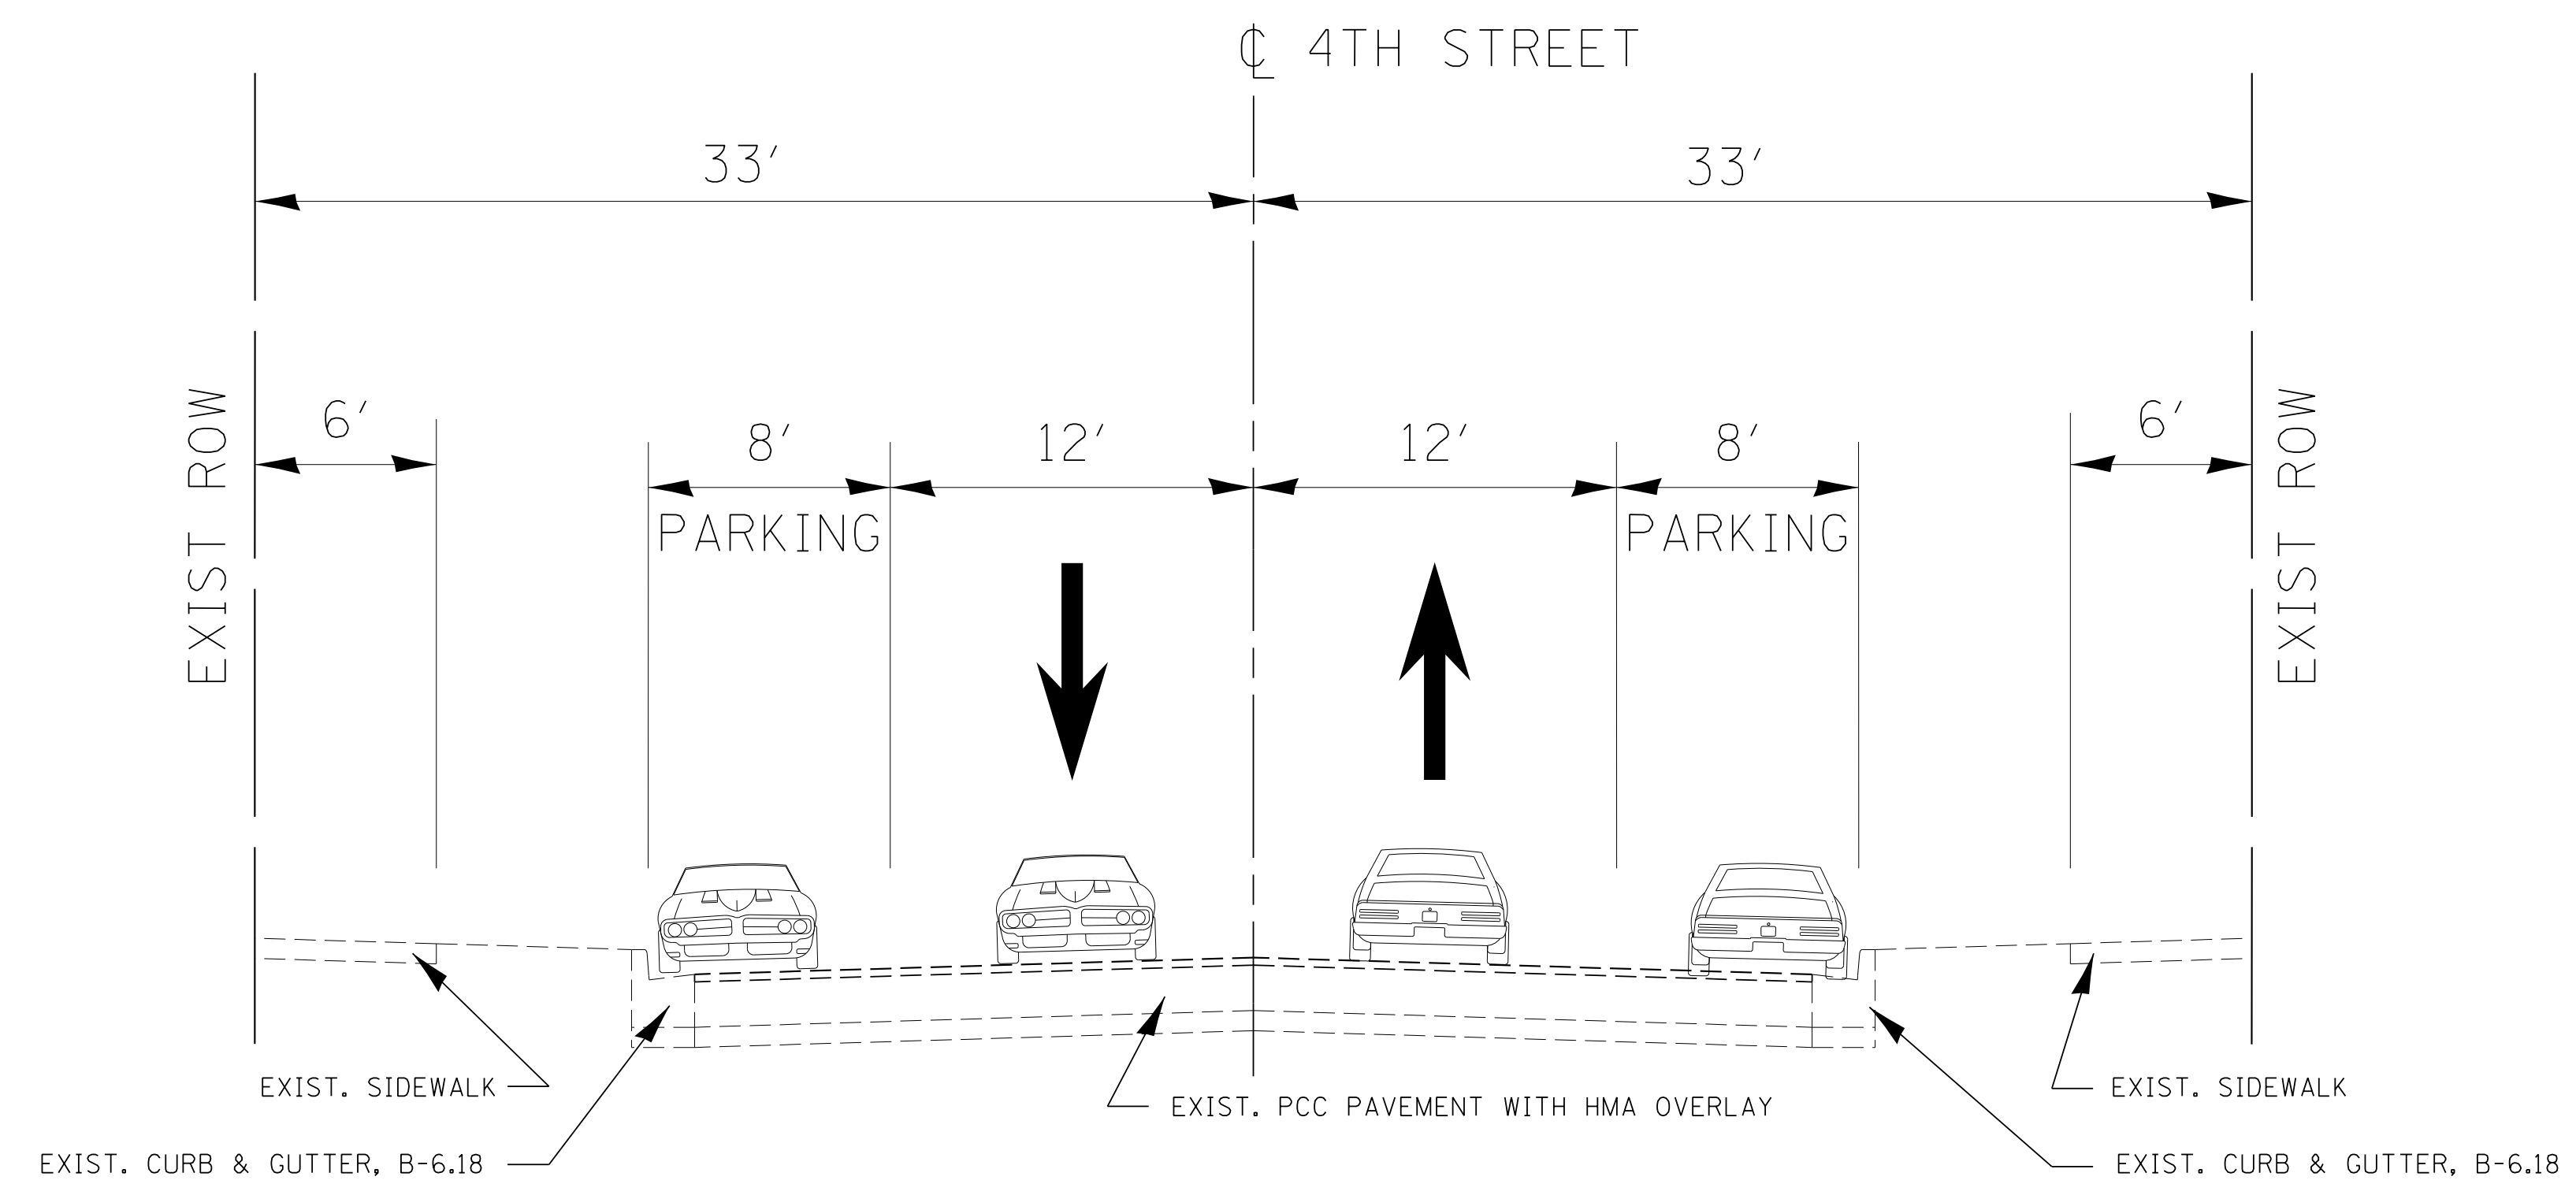 ℄ 4TH STREET
33'
33'
EXIST ROW
6'
8'
12'
12'
8'
6'
EXIST ROW
PARKING
PARKING
EXIST. SIDEWALK
EXIST. PCC PAVEMENT WITH HMA OVERLAY
EXIST. SIDEWALK
EXIST. CURB & GUTTER, B-6.18
EXIST. CURB & GUTTER, B-6.18